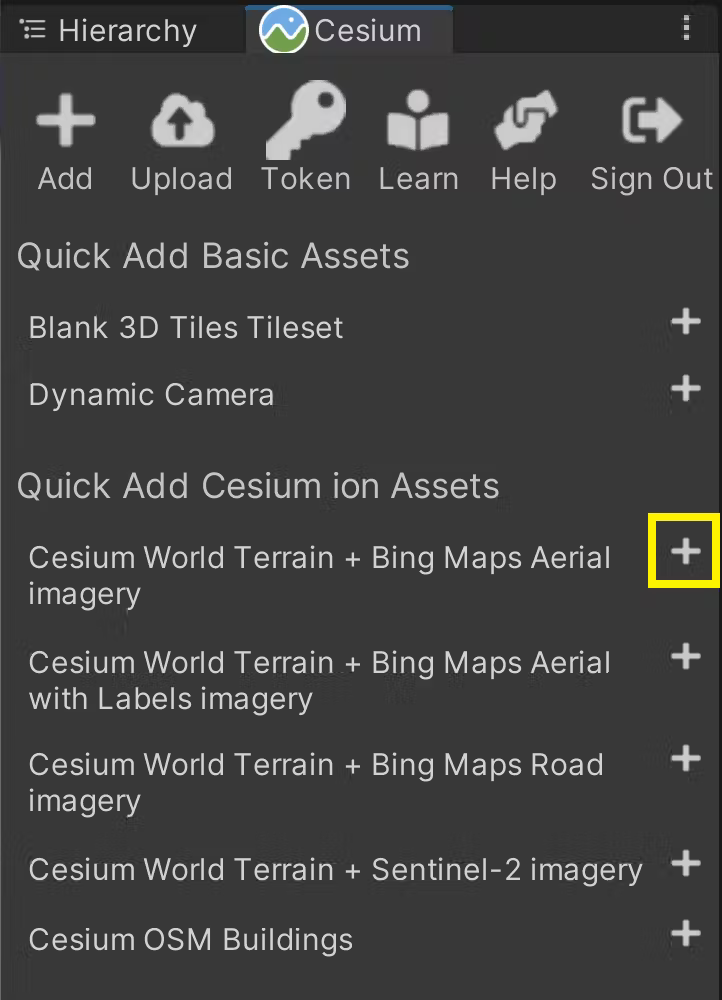 Hierarchy Cesium
Add Upload Token Learn Help Sign Out
Quick Add Basic Assets
Blank 3D Tiles Tileset
Dynamic Camera
Quick Add Cesium ion Assets
Cesium World Terrain + Bing Maps Aerial
imagery
Cesium World Terrain + Bing Maps Aerial
with Labels imagery
Cesium World Terrain + Bing Maps Road
imagery
Cesium World Terrain + Sentinel-2 imagery
Cesium OSM Buildings